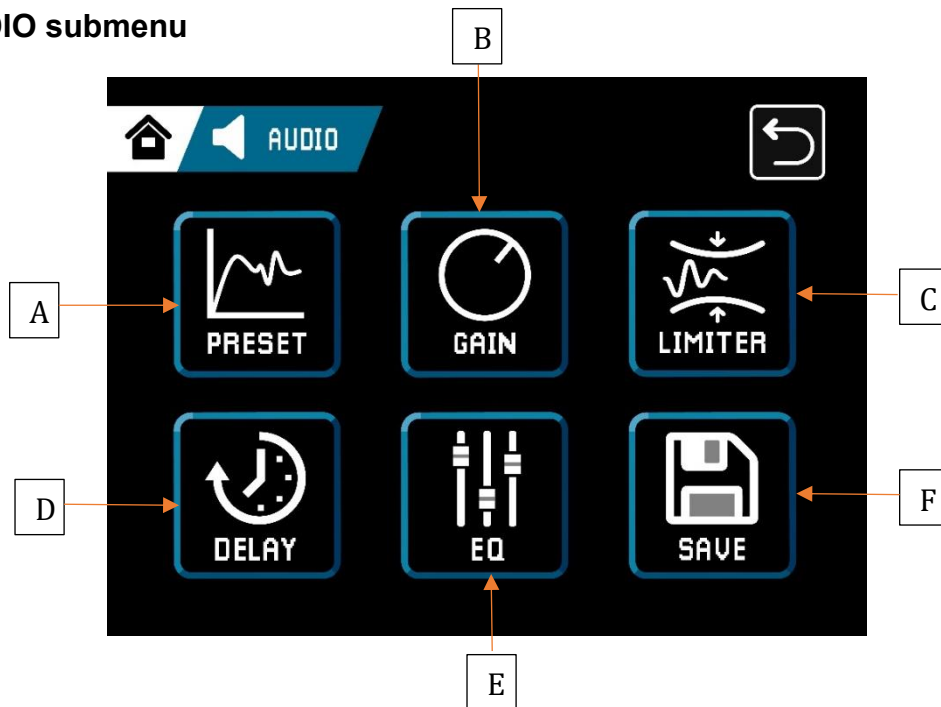 DIO submenu
B
AUDIO
A
PRESET
GAIN
LIMITER
C
D
DELAY
EQ
SAVE
F
E